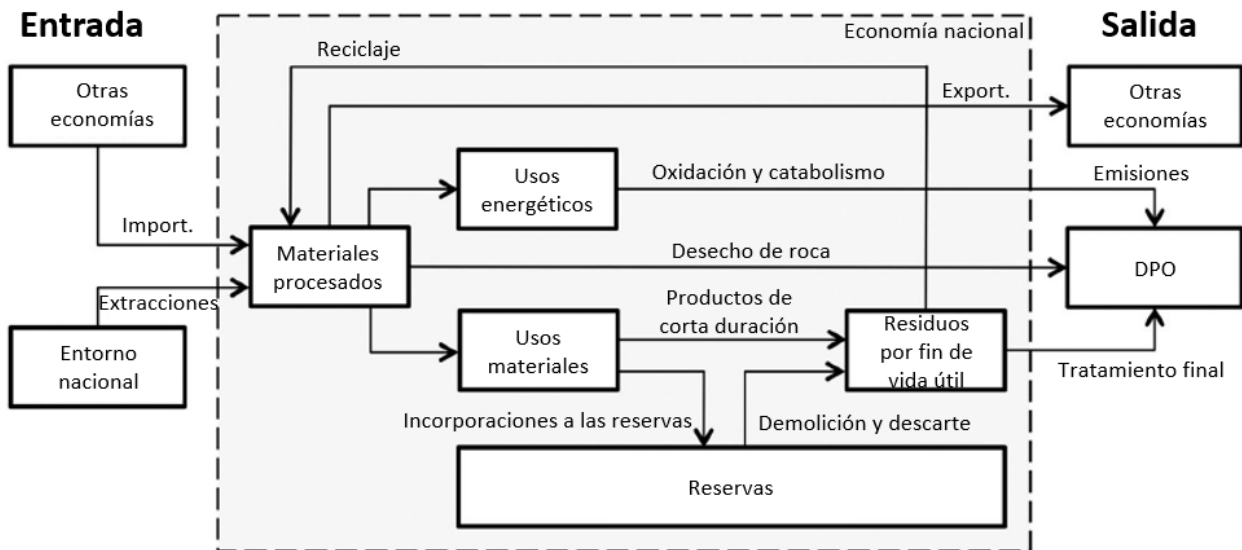 Entrada
Economía nacional
Salida
Reciclaje
Otras
economías
Export.
Otras
economías
Usos
energéticos
Oxidación y catabolismo
Emisiones
Import.
Materiales
procesados
Desecho de roca
DPO
Extracciones
Productos de
corta duración
Usos
materiales
Residuos
por fin de
vida útil
Entorno
nacional
Tratamiento final
Incorporaciones a las reservas
Demolición y descarte
Reservas